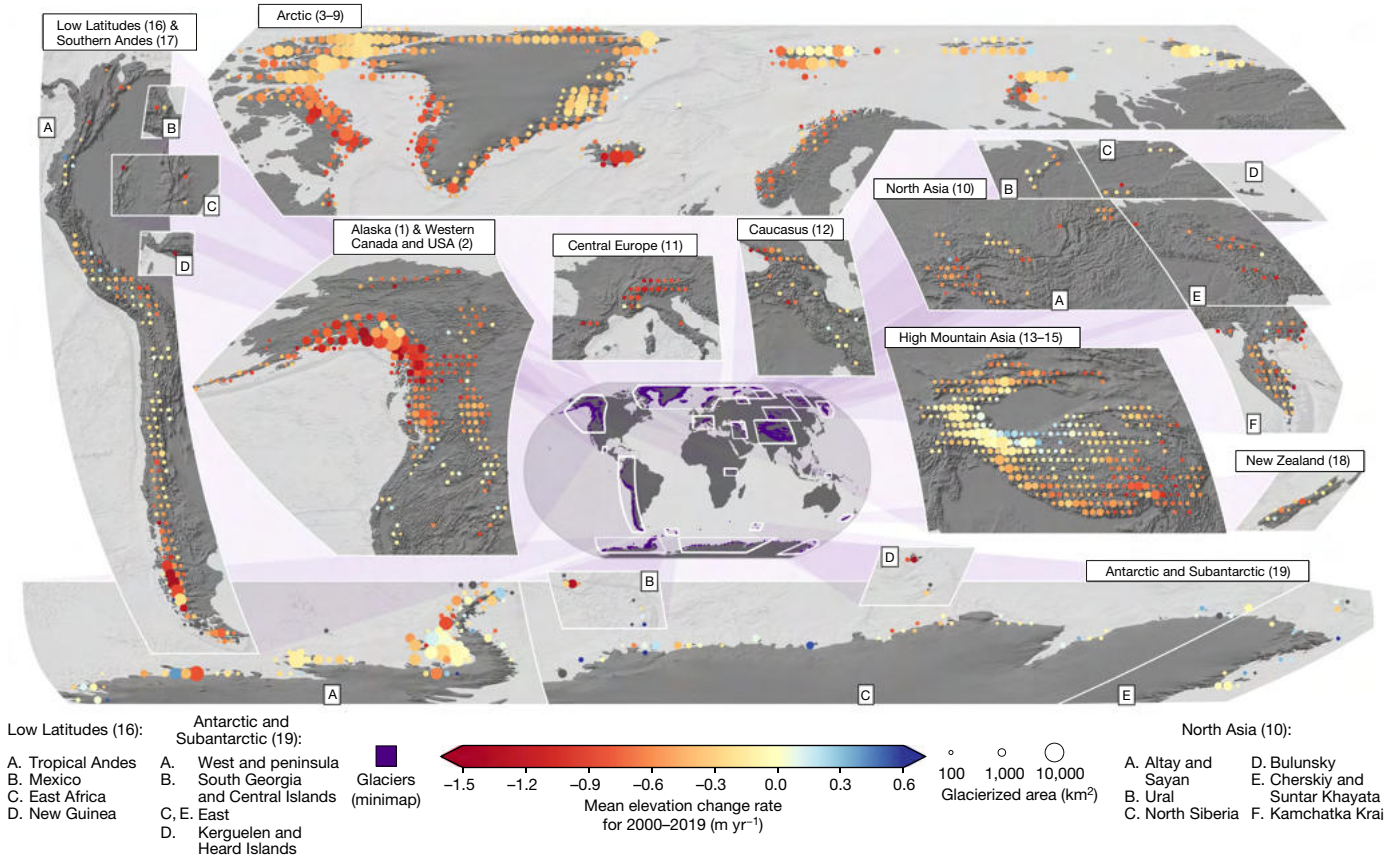 Low Latitudes (16) &
Southern Andes (17)
Arctic (3–9)
A
B
C
D
Alaska (1) & Western
Canada and USA (2)
Central Europe (11)
Caucasus (12)
North Asia (10)
B
C
D
A
E
F
High Mountain Asia (13–15)
New Zealand (18)
Antarctic and Subantarctic (19)
B
D
A
C
E
Low Latitudes (16):
A. Tropical Andes
B. Mexico
C. East Africa
D. New Guinea
Antarctic and
Subantarctic (19):
A. West and peninsula
B. South Georgia
and Central Islands
C, E. East
D. Kerguelen and
Heard Islands
Glaciers
(minimap)
−1.5 −1.2 −0.9 −0.6 −0.3 0.0 0.3 0.6
Mean elevation change rate
for 2000–2019 (m yr−1)
100 1,000 10,000
Glacierized area (km2)
North Asia (10):
A. Altay and
Sayan
B. Ural
C. North Siberia
D. Bulunsky
E. Cherskiy and
Suntar Khayata
F. Kamchatka Krai